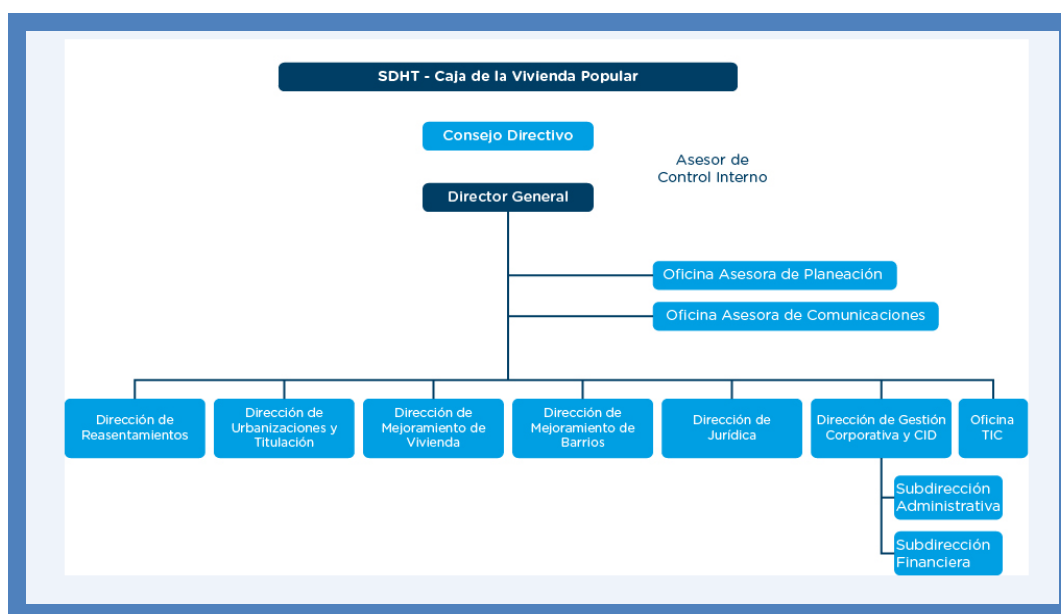 SDHT - Caja de la Vivienda Popular
Consejo Directivo
Asesor de
Control Interno
Director General
Oficina Asesora de Planeación
Oficina Asesora de Comunicaciones
Dirección de
Reasentamientos
Dirección de
Urbanizaciones y
Titulación
Dirección de
Mejoramiento de
Vivienda
Dirección de
Mejoramiento de
Barrios
Dirección de
Jurídica
Dirección de Gestión
Corporativa y CID
Oficina
TIC
Subdirección
Administrativa
Subdirección
Financiera